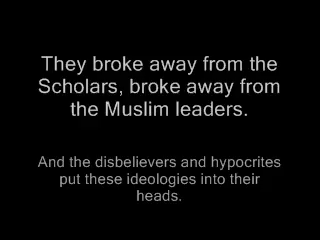 They broke away from the
Scholars, broke away from
the Muslim leaders.
And the disbelievers and hypocrites
put these ideologies into their
heads.